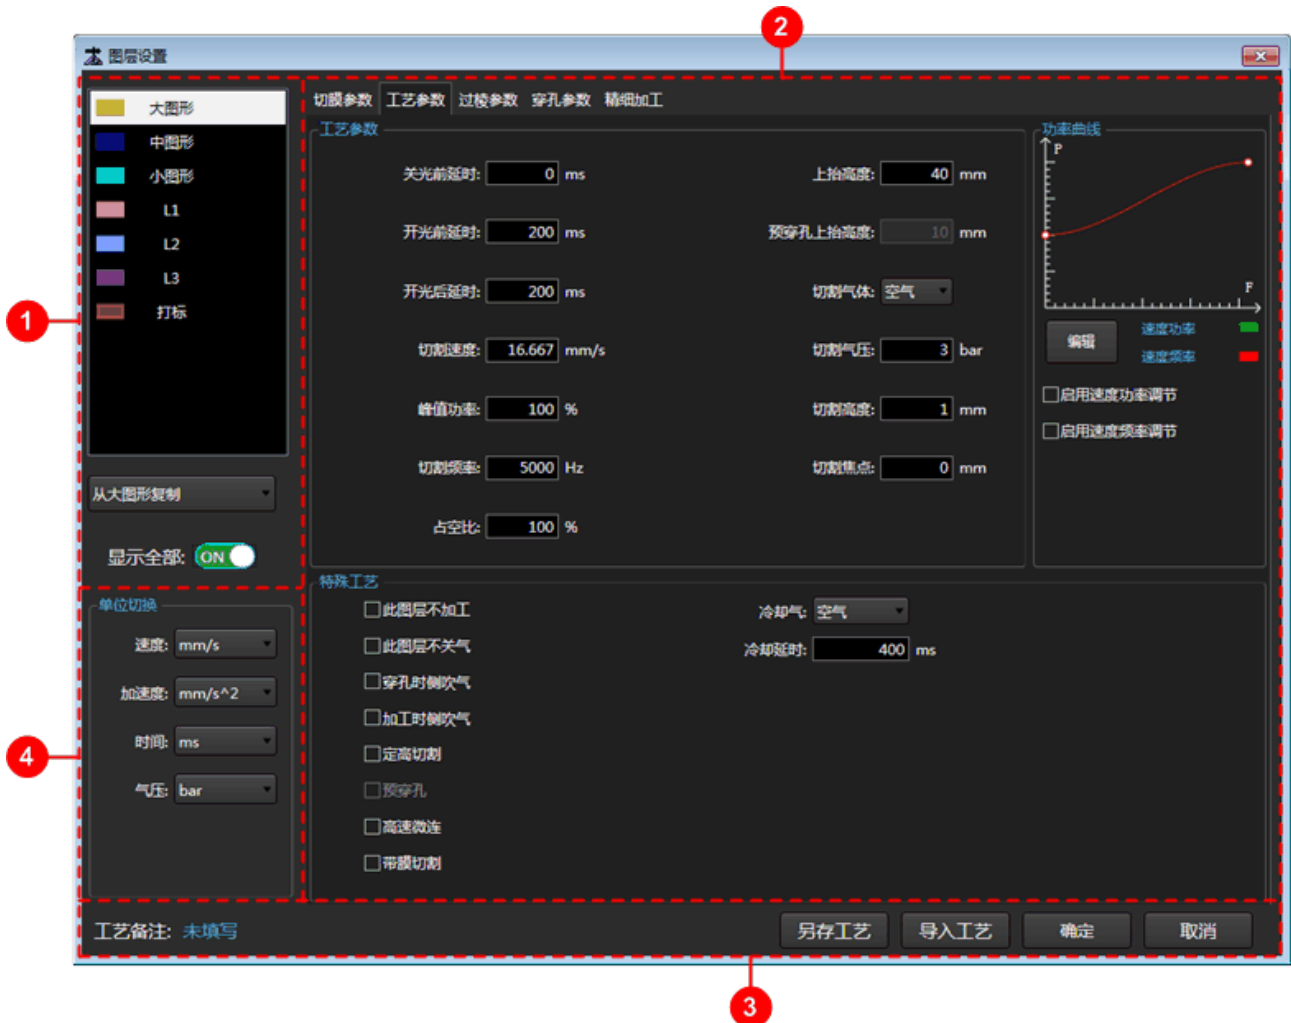 2
图层设置
大图形
中图形
小图形
L1
L2
L3
打标
1
从大图形复制
显示全部: ON
切膜参数 工艺参数 过棱参数 穿孔参数 精细加工
工艺参数
关光前延时: 0 ms
开光前延时: 200 ms
开光后延时: 200 ms
切割速度: 16.667 mm/s
峰值功率: 100 %
切割频率: 5000 Hz
占空比: 100 %
上抬高度: 40 mm
预穿孔上抬高度: 10 mm
切割气体: 空气
切割气压: 3 bar
切割高度: 1 mm
切割焦点: 0 mm
功率曲线
P
F
编辑
速度功率
速度频率
启用速度功率调节
启用速度频率调节
单位切换
速度: mm/s
加速度: mm/s^2
时间: ms
气压: bar
4
特殊工艺
此图层不加工
此图层不关气
穿孔时侧吹气
加工时侧吹气
定高切割
预穿孔
高速微连
带膜切割
冷却气: 空气
冷却延时: 400 ms
工艺备注: 未填写
另存工艺 导入工艺 确定 取消
3